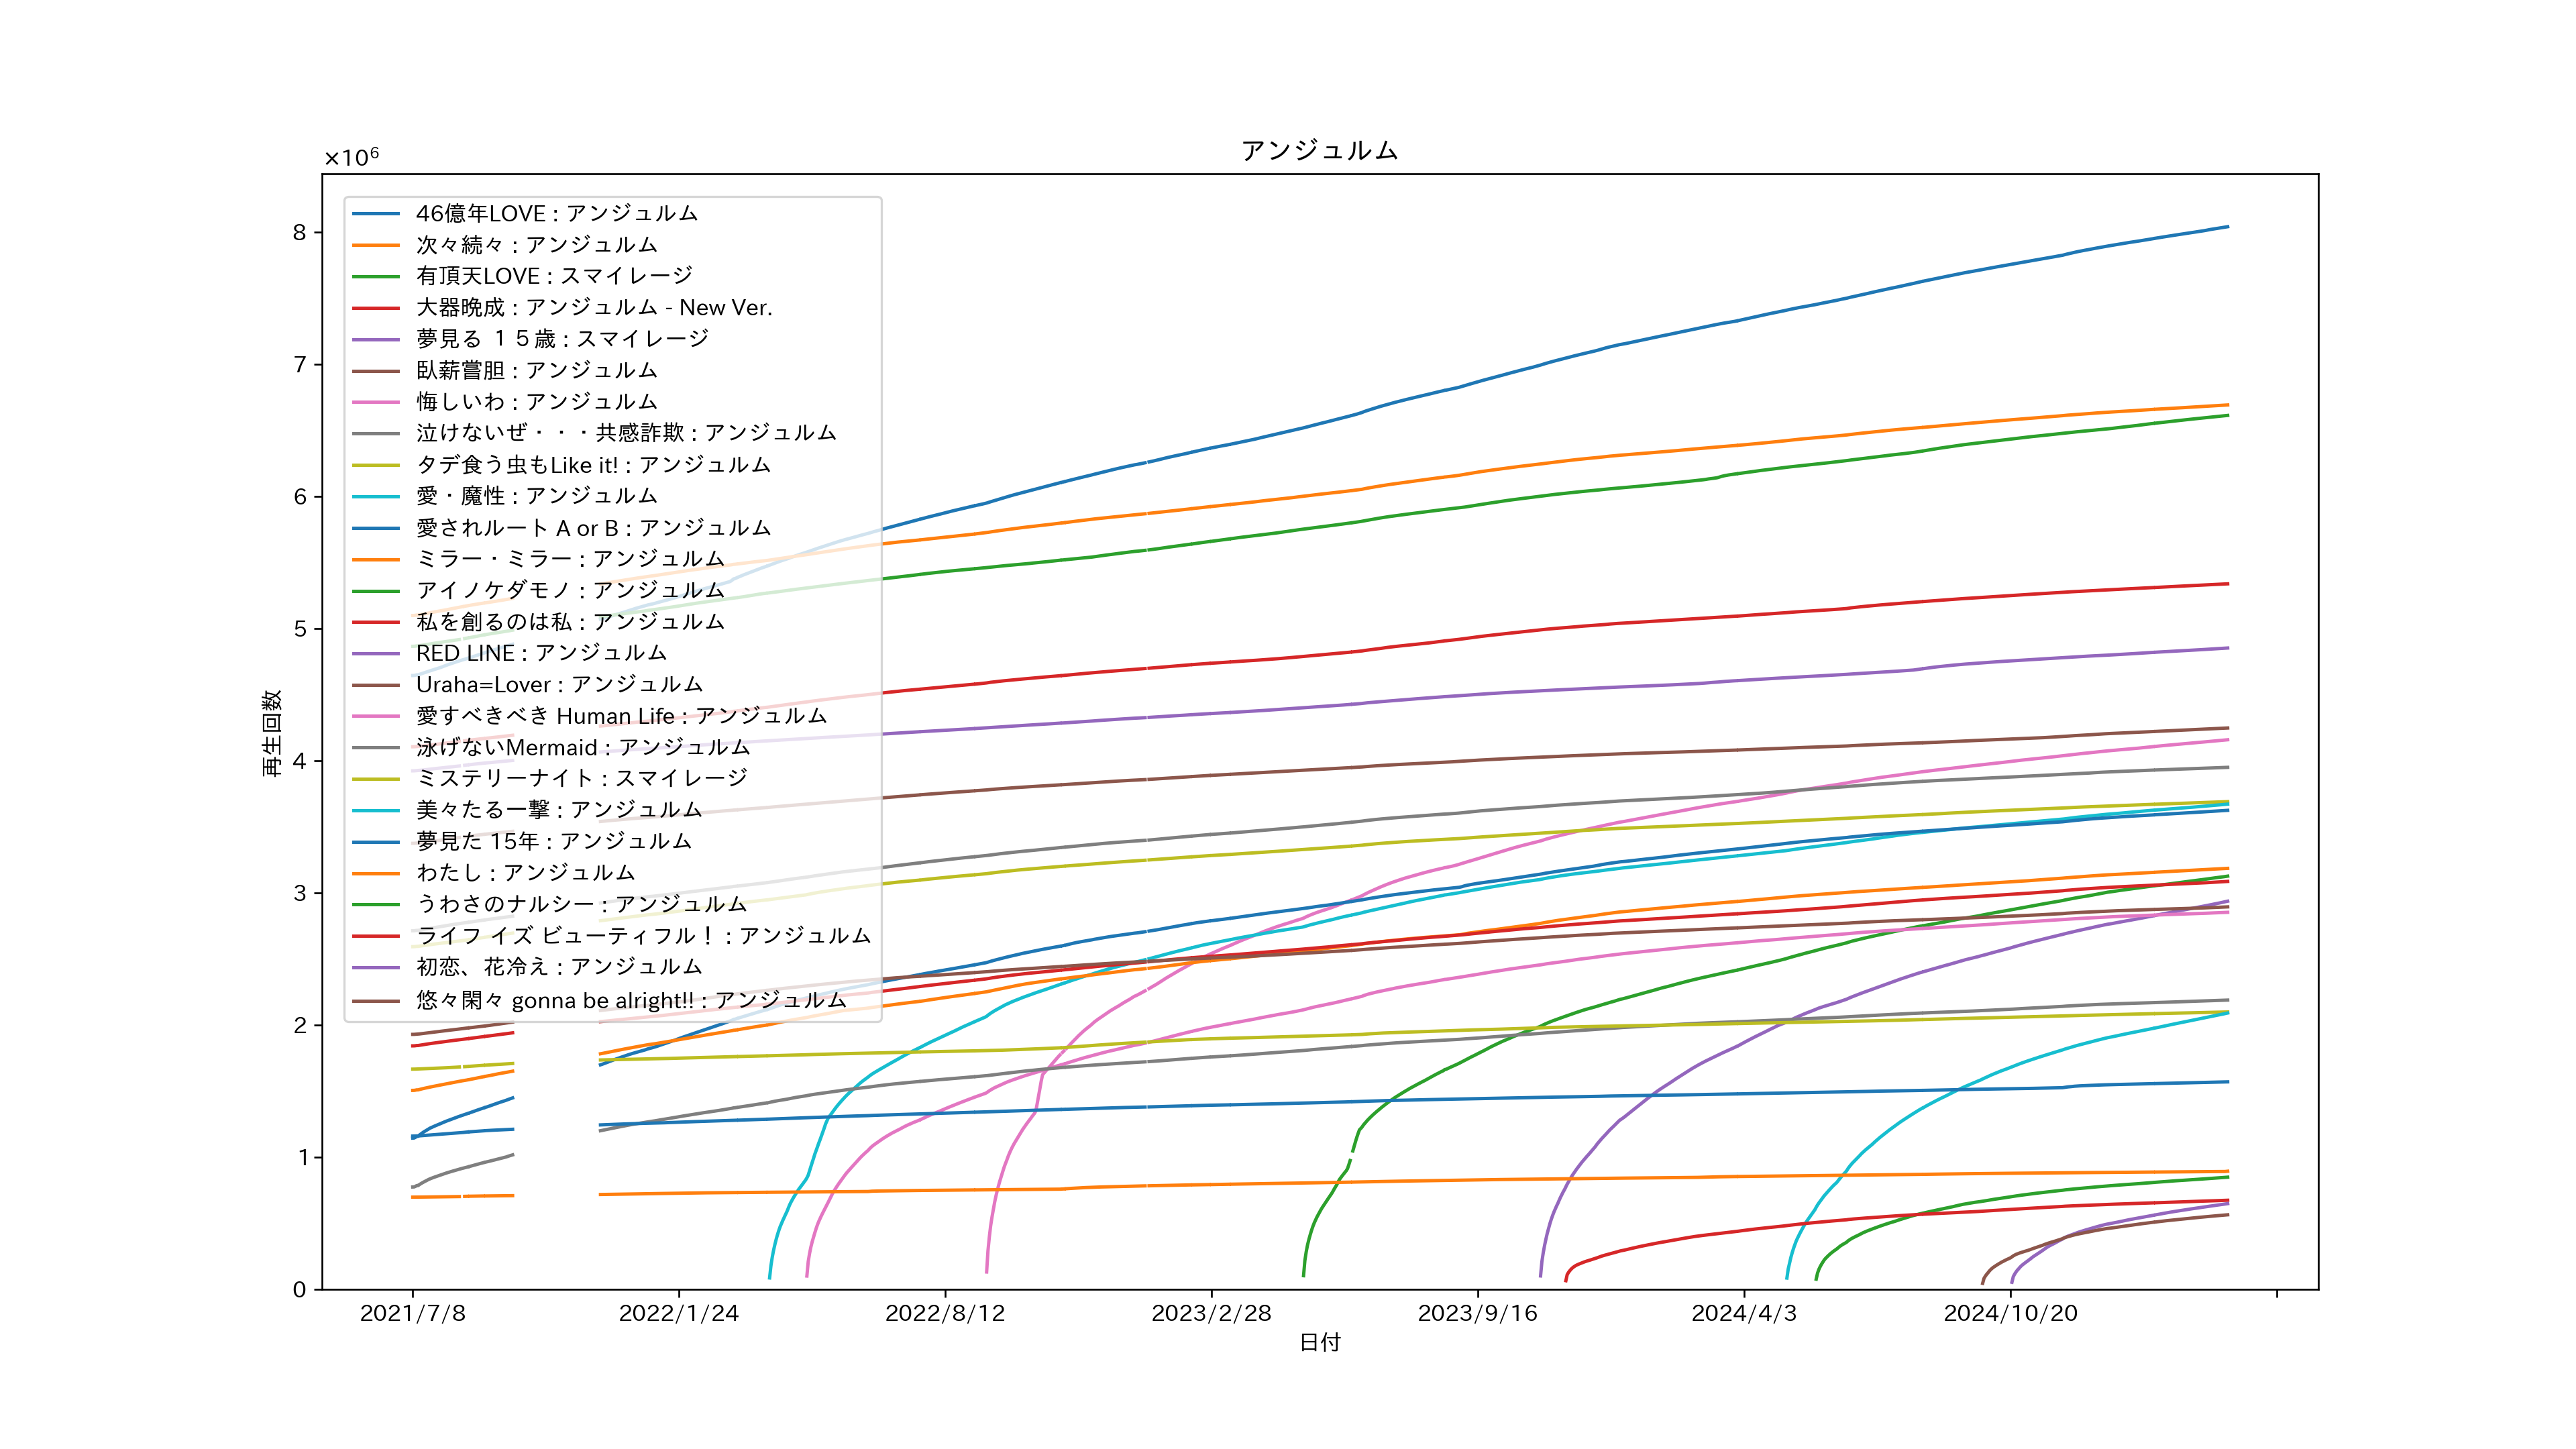 アンジュルム
×10⁶
46億年LOVE : アンジュルム
次々続々 : アンジュルム
有頂天LOVE : スマイレージ
大器晩成 : アンジュルム - New Ver.
夢見る １５歳 : スマイレージ
臥薪嘗胆 : アンジュルム
悔しいわ : アンジュルム
泣けないぜ・・・共感詐欺 : アンジュルム
タデ食う虫もLike it! : アンジュルム
愛・魔性 : アンジュルム
愛されルート A or B : アンジュルム
ミラー・ミラー : アンジュルム
アイノケダモノ : アンジュルム
私を創るのは私 : アンジュルム
RED LINE : アンジュルム
Uraha=Lover : アンジュルム
愛すべきべき Human Life : アンジュルム
泳げないMermaid : アンジュルム
ミステリーナイト : スマイレージ
美々たる一撃 : アンジュルム
夢見た 15年 : アンジュルム
わたし : アンジュルム
うわさのナルシー : アンジュルム
ライフ イズ ビューティフル！ : アンジュルム
初恋、花冷え : アンジュルム
悠々閑々 gonna be alright!! : アンジュルム
8
7
6
5
4
3
2
1
0
再生回数
2021/7/8 2022/1/24 2022/8/12 2023/2/28 2023/9/16 2024/4/3 2024/10/20
日付